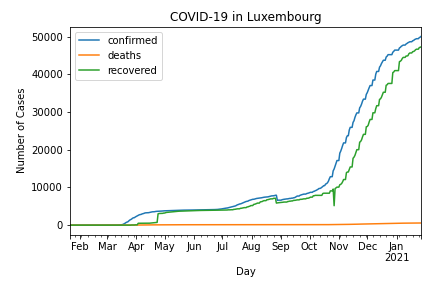 COVID-19 in Luxembourg
confirmed
deaths
recovered
Number of Cases
50000
40000
30000
20000
10000
0
Feb Mar Apr May Jun Jul Aug Sep Oct Nov Dec Jan
2021
Day